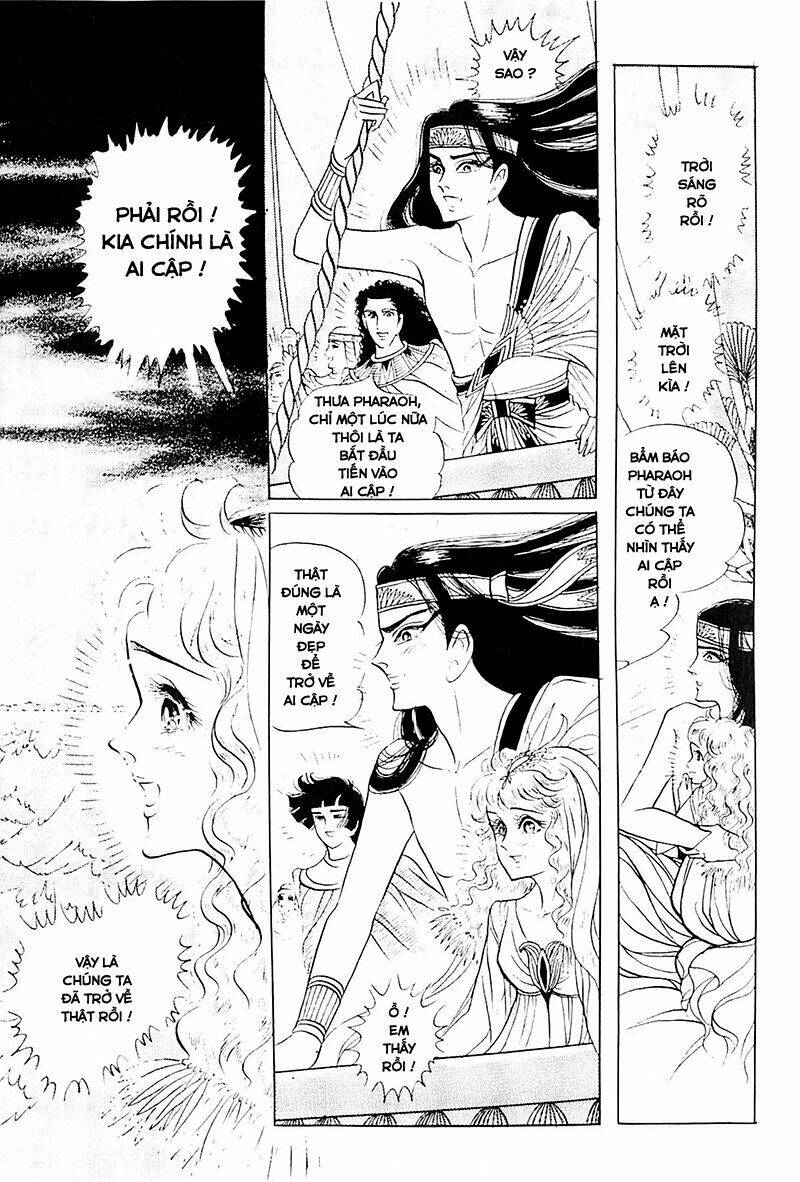 TRỜI
SÁNG
RÕ
RỒI !
MẶT
TRỜI
LÊN
KÌA !
BẨM BÁO
PHARAOH
TỪ ĐÂY
CHÚNG TA
CÓ THỂ
NHÌN THẤY
AI CẬP
RỒI
Ạ !
VẬY
SAO ?
THƯA PHARAOH,
CHỈ MỘT LÚC NỮA
THÔI LÀ TA
BẮT ĐẦU
TIẾN VÀO
AI CẬP !
THẬT
ĐÚNG LÀ
MỘT
NGÀY
ĐẸP
ĐỂ
TRỞ VỀ
AI CẬP !
Ồ !
EM
THẤY
RỒI !
PHẢI RỒI !
KIA CHÍNH LÀ
AI CẬP !
VẬY LÀ
CHÚNG TA
ĐÃ TRỞ VỀ
THẬT RỒI !